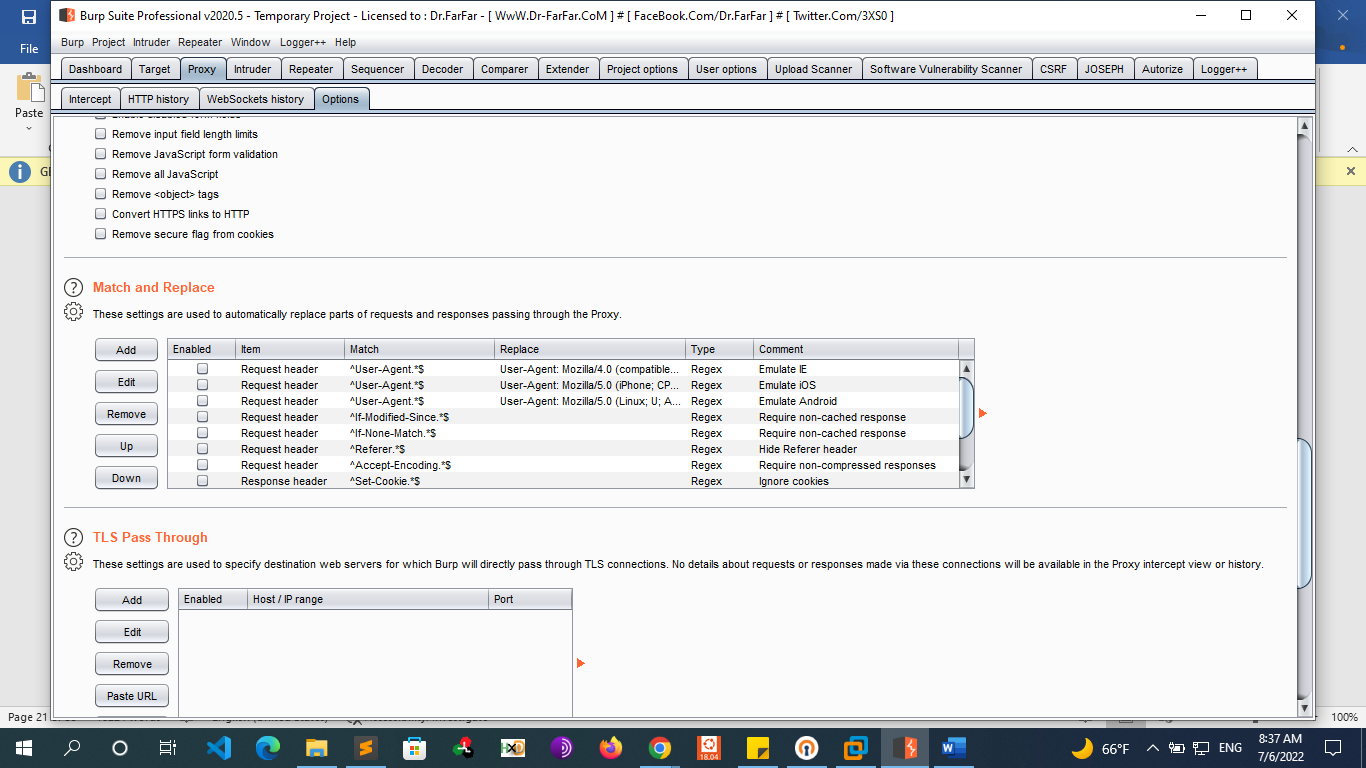 Burp Suite Professional v2020.5 - Temporary Project - Licensed to : Dr.FarFar - [ WwW.Dr-FarFar.CoM ] # [ FaceBook.Com/Dr.FarFar ] # [ Twitter.Com/3XS0 ]
File
Burp Project Intruder Repeater Window Logger++ Help
Dashboard Target Proxy Intruder Repeater Sequencer Decoder Comparer Extender Project options User options Upload Scanner Software Vulnerability Scanner CSRF JOSEPH Autorize Logger++
Intercept HTTP history WebSockets history Options
Paste
Enable disabled form fields
Remove input field length limits
Remove JavaScript form validation
Remove all JavaScript
Remove <object> tags
Convert HTTPS links to HTTP
Remove secure flag from cookies
Match and Replace
These settings are used to automatically replace parts of requests and responses passing through the Proxy.
Add
Edit
Remove
Up
Down
Enabled Item Match Replace Type Comment
Request header ^User-Agent.*$ User-Agent: Mozilla/4.0 (compatible... Regex Emulate IE
Request header ^User-Agent.*$ User-Agent: Mozilla/5.0 (iPhone; CP... Regex Emulate iOS
Request header ^User-Agent.*$ User-Agent: Mozilla/5.0 (Linux; U; A... Regex Emulate Android
Request header ^If-Modified-Since.*$ Regex Require non-cached response
Request header ^If-None-Match.*$ Regex Require non-cached response
Request header ^Referer.*$ Regex Hide Referer header
Request header ^Accept-Encoding.*$ Regex Require non-compressed responses
Response header ^Set-Cookie.*$ Regex Ignore cookies
TLS Pass Through
These settings are used to specify destination web servers for which Burp will directly pass through TLS connections. No details about requests or responses made via these connections will be available in the Proxy intercept view or history.
Add
Edit
Remove
Paste URL
Enabled Host / IP range Port
Page 21
100%
18.04
66°F
ENG
8:37 AM
7/6/2022